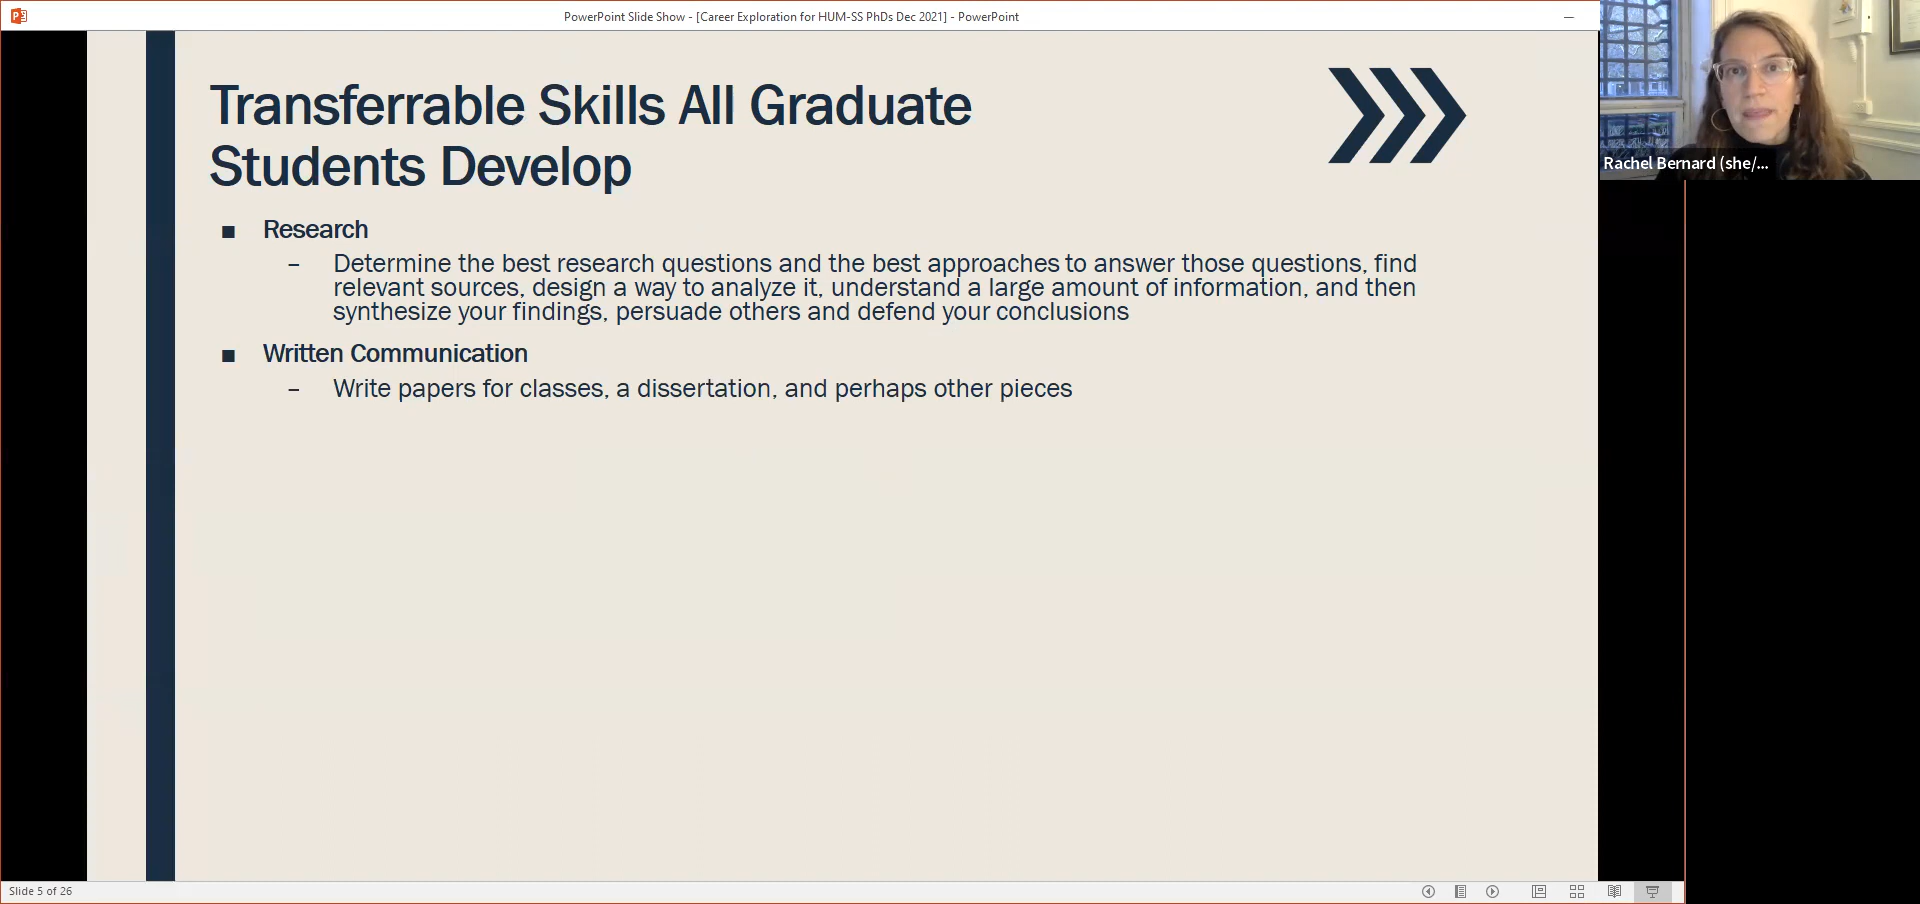 PowerPoint Slide Show - [Career Exploration for HUM-SS PhDs Dec 2021] - PowerPoint
Transferrable Skills All Graduate
Students Develop
Rachel Bernard (she/...
■ Research
– Determine the best research questions and the best approaches to answer those questions, find
relevant sources, design a way to analyze it, understand a large amount of information, and then
synthesize your findings, persuade others and defend your conclusions
■ Written Communication
– Write papers for classes, a dissertation, and perhaps other pieces
Slide 5 of 26